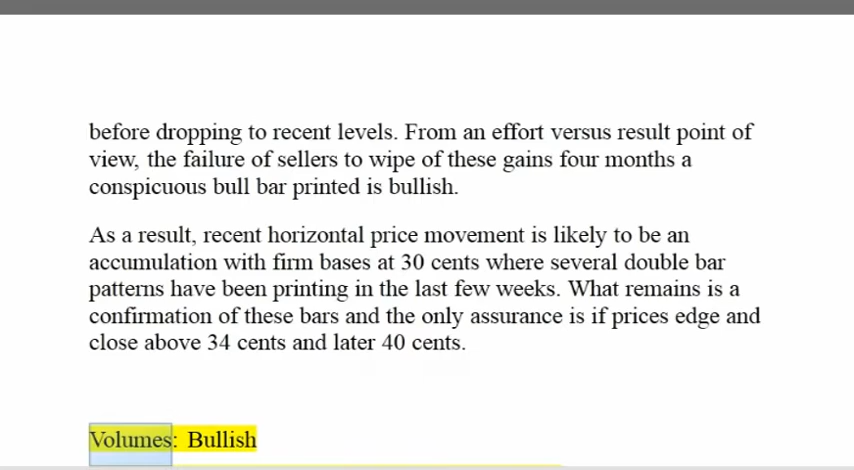 before dropping to recent levels. From an effort versus result point of
view, the failure of sellers to wipe of these gains four months a
conspicuous bull bar printed is bullish.
As a result, recent horizontal price movement is likely to be an
accumulation with firm bases at 30 cents where several double bar
patterns have been printing in the last few weeks. What remains is a
confirmation of these bars and the only assurance is if prices edge and
close above 34 cents and later 40 cents.
Volumes: Bullish